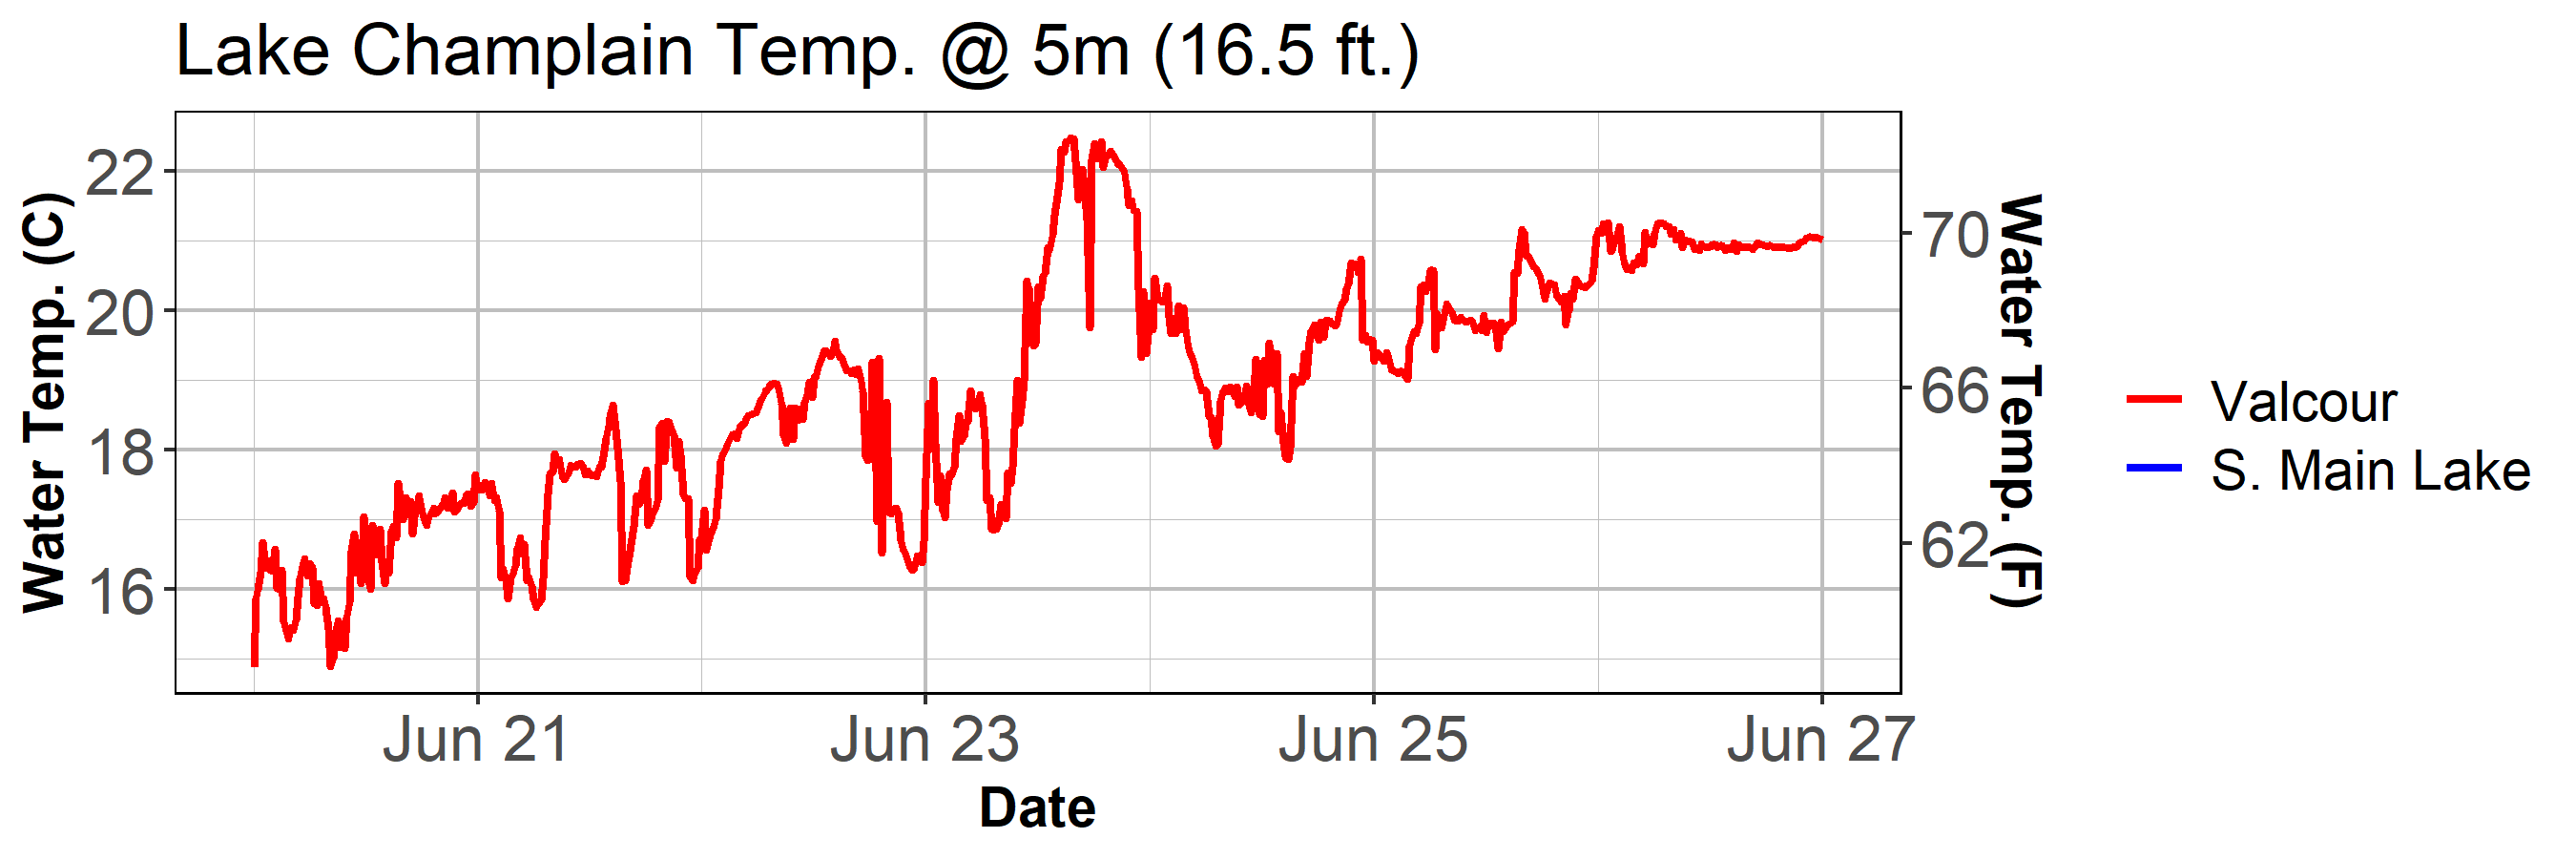 Lake Champlain Temp. @ 5m (16.5 ft.)
Water Temp. (C)
22
20
18
16
70
66
62
Water Temp. (F)
Jun 21
Jun 23
Jun 25
Jun 27
Date
Valcour
S. Main Lake